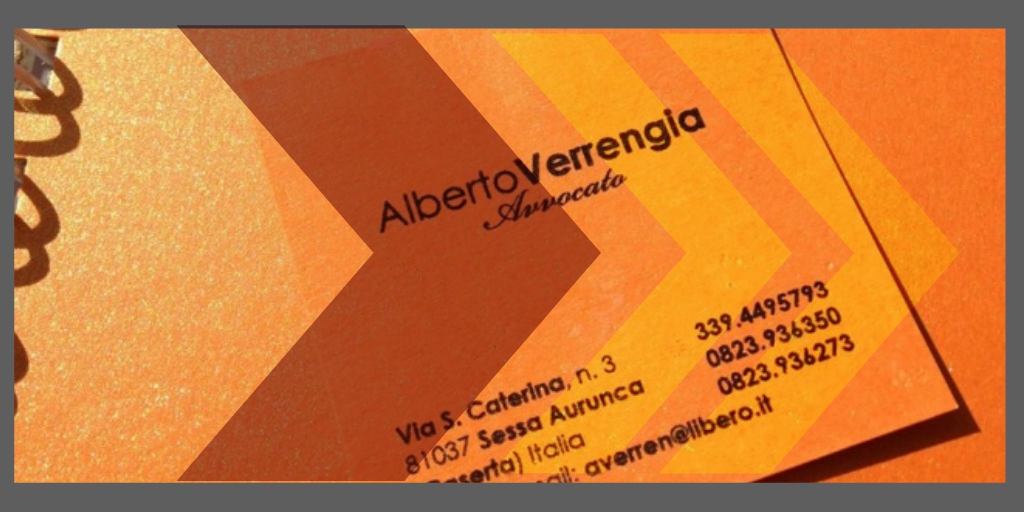 AlbertoVerrengia
Avvocato
339.4495793
0823.936350
0823.936273
Via S. Caterina, n. 3
81037 Sessa Aurunca
(Caserta) Italia
averren@libero.it